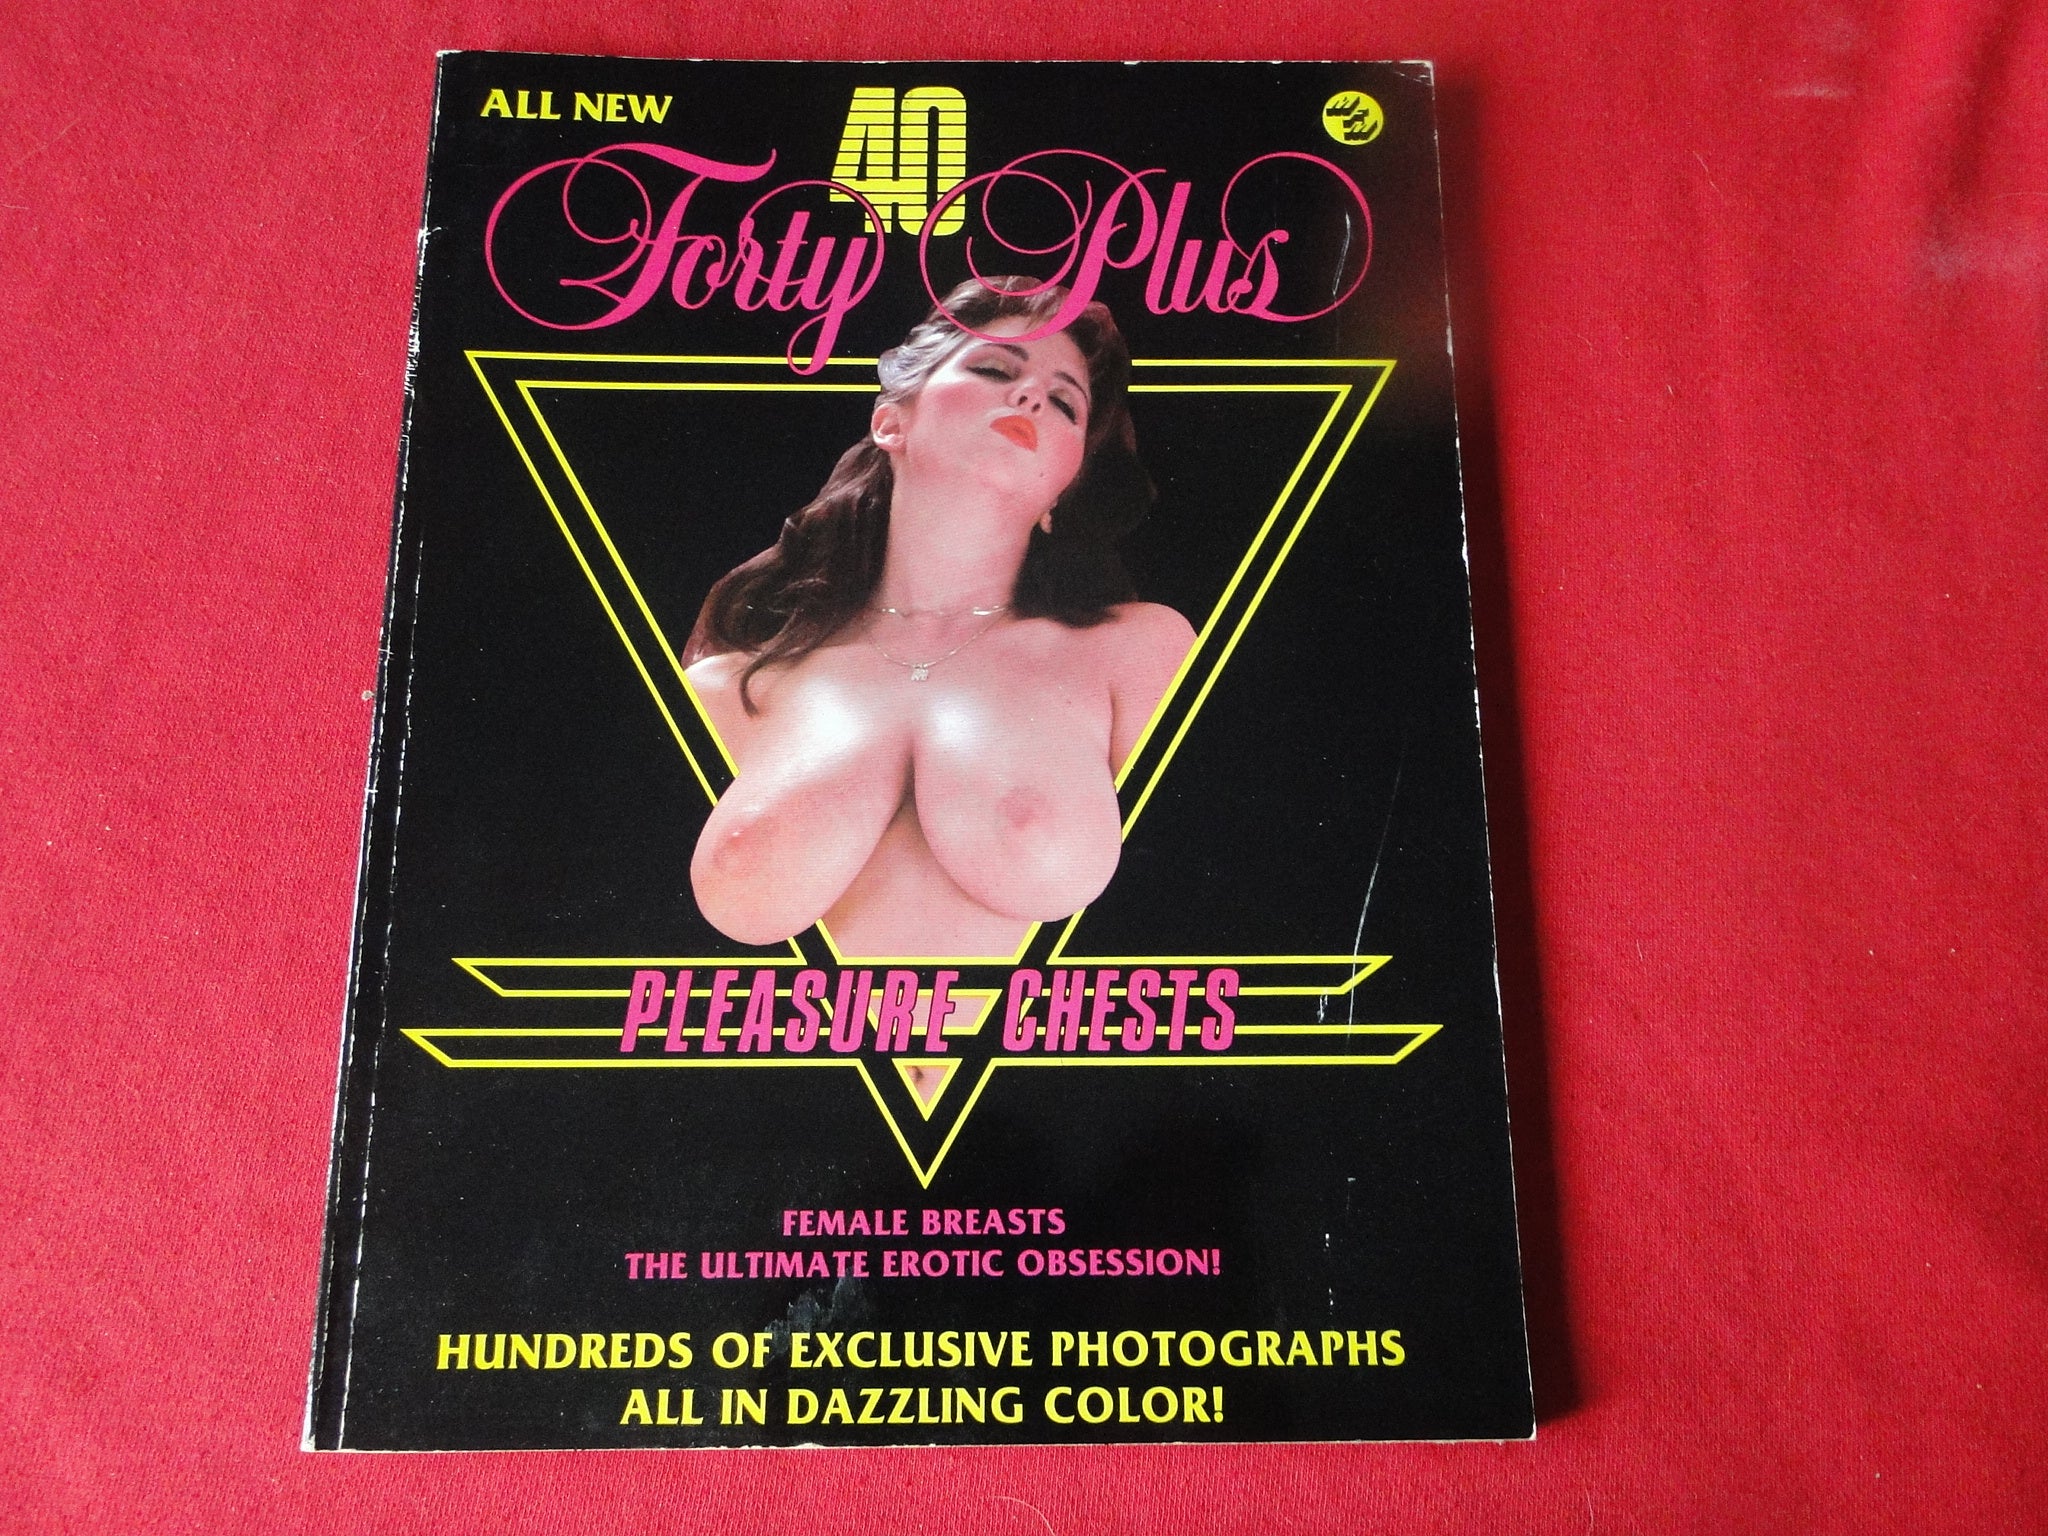 ALL NEW
40
Forty Plus
PLEASURE CHESTS
FEMALE BREASTS
THE ULTIMATE EROTIC OBSESSION!
HUNDREDS OF EXCLUSIVE PHOTOGRAPHS
ALL IN DAZZLING COLOR!